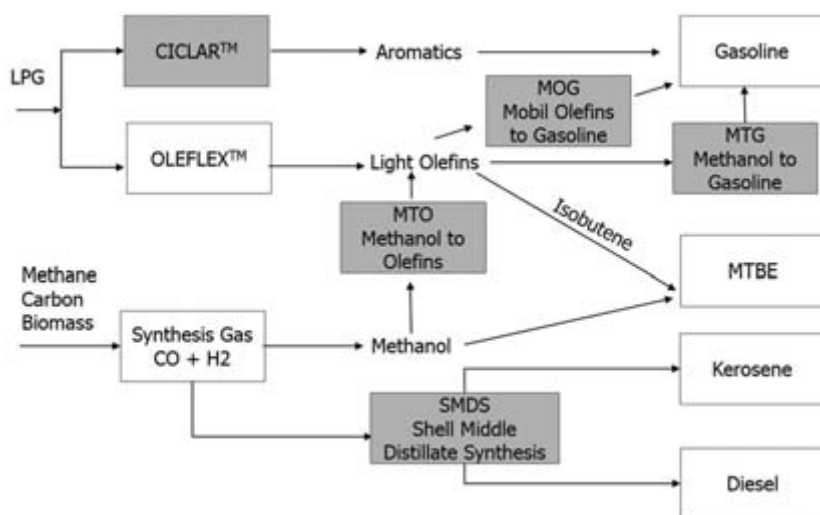 CICLAR™
Aromatics
Gasoline
LPG
MOG
Mobil Olefins
to Gasoline
OLEFLEX™
Light Olefins
MTG
Methanol to
Gasoline
MTO
Methanol to
Olefins
Isobutene
MTBE
Methane
Carbon
Biomass
Synthesis Gas
CO + H2
Methanol
Kerosene
SMDS
Shell Middle
Distillate Synthesis
Diesel